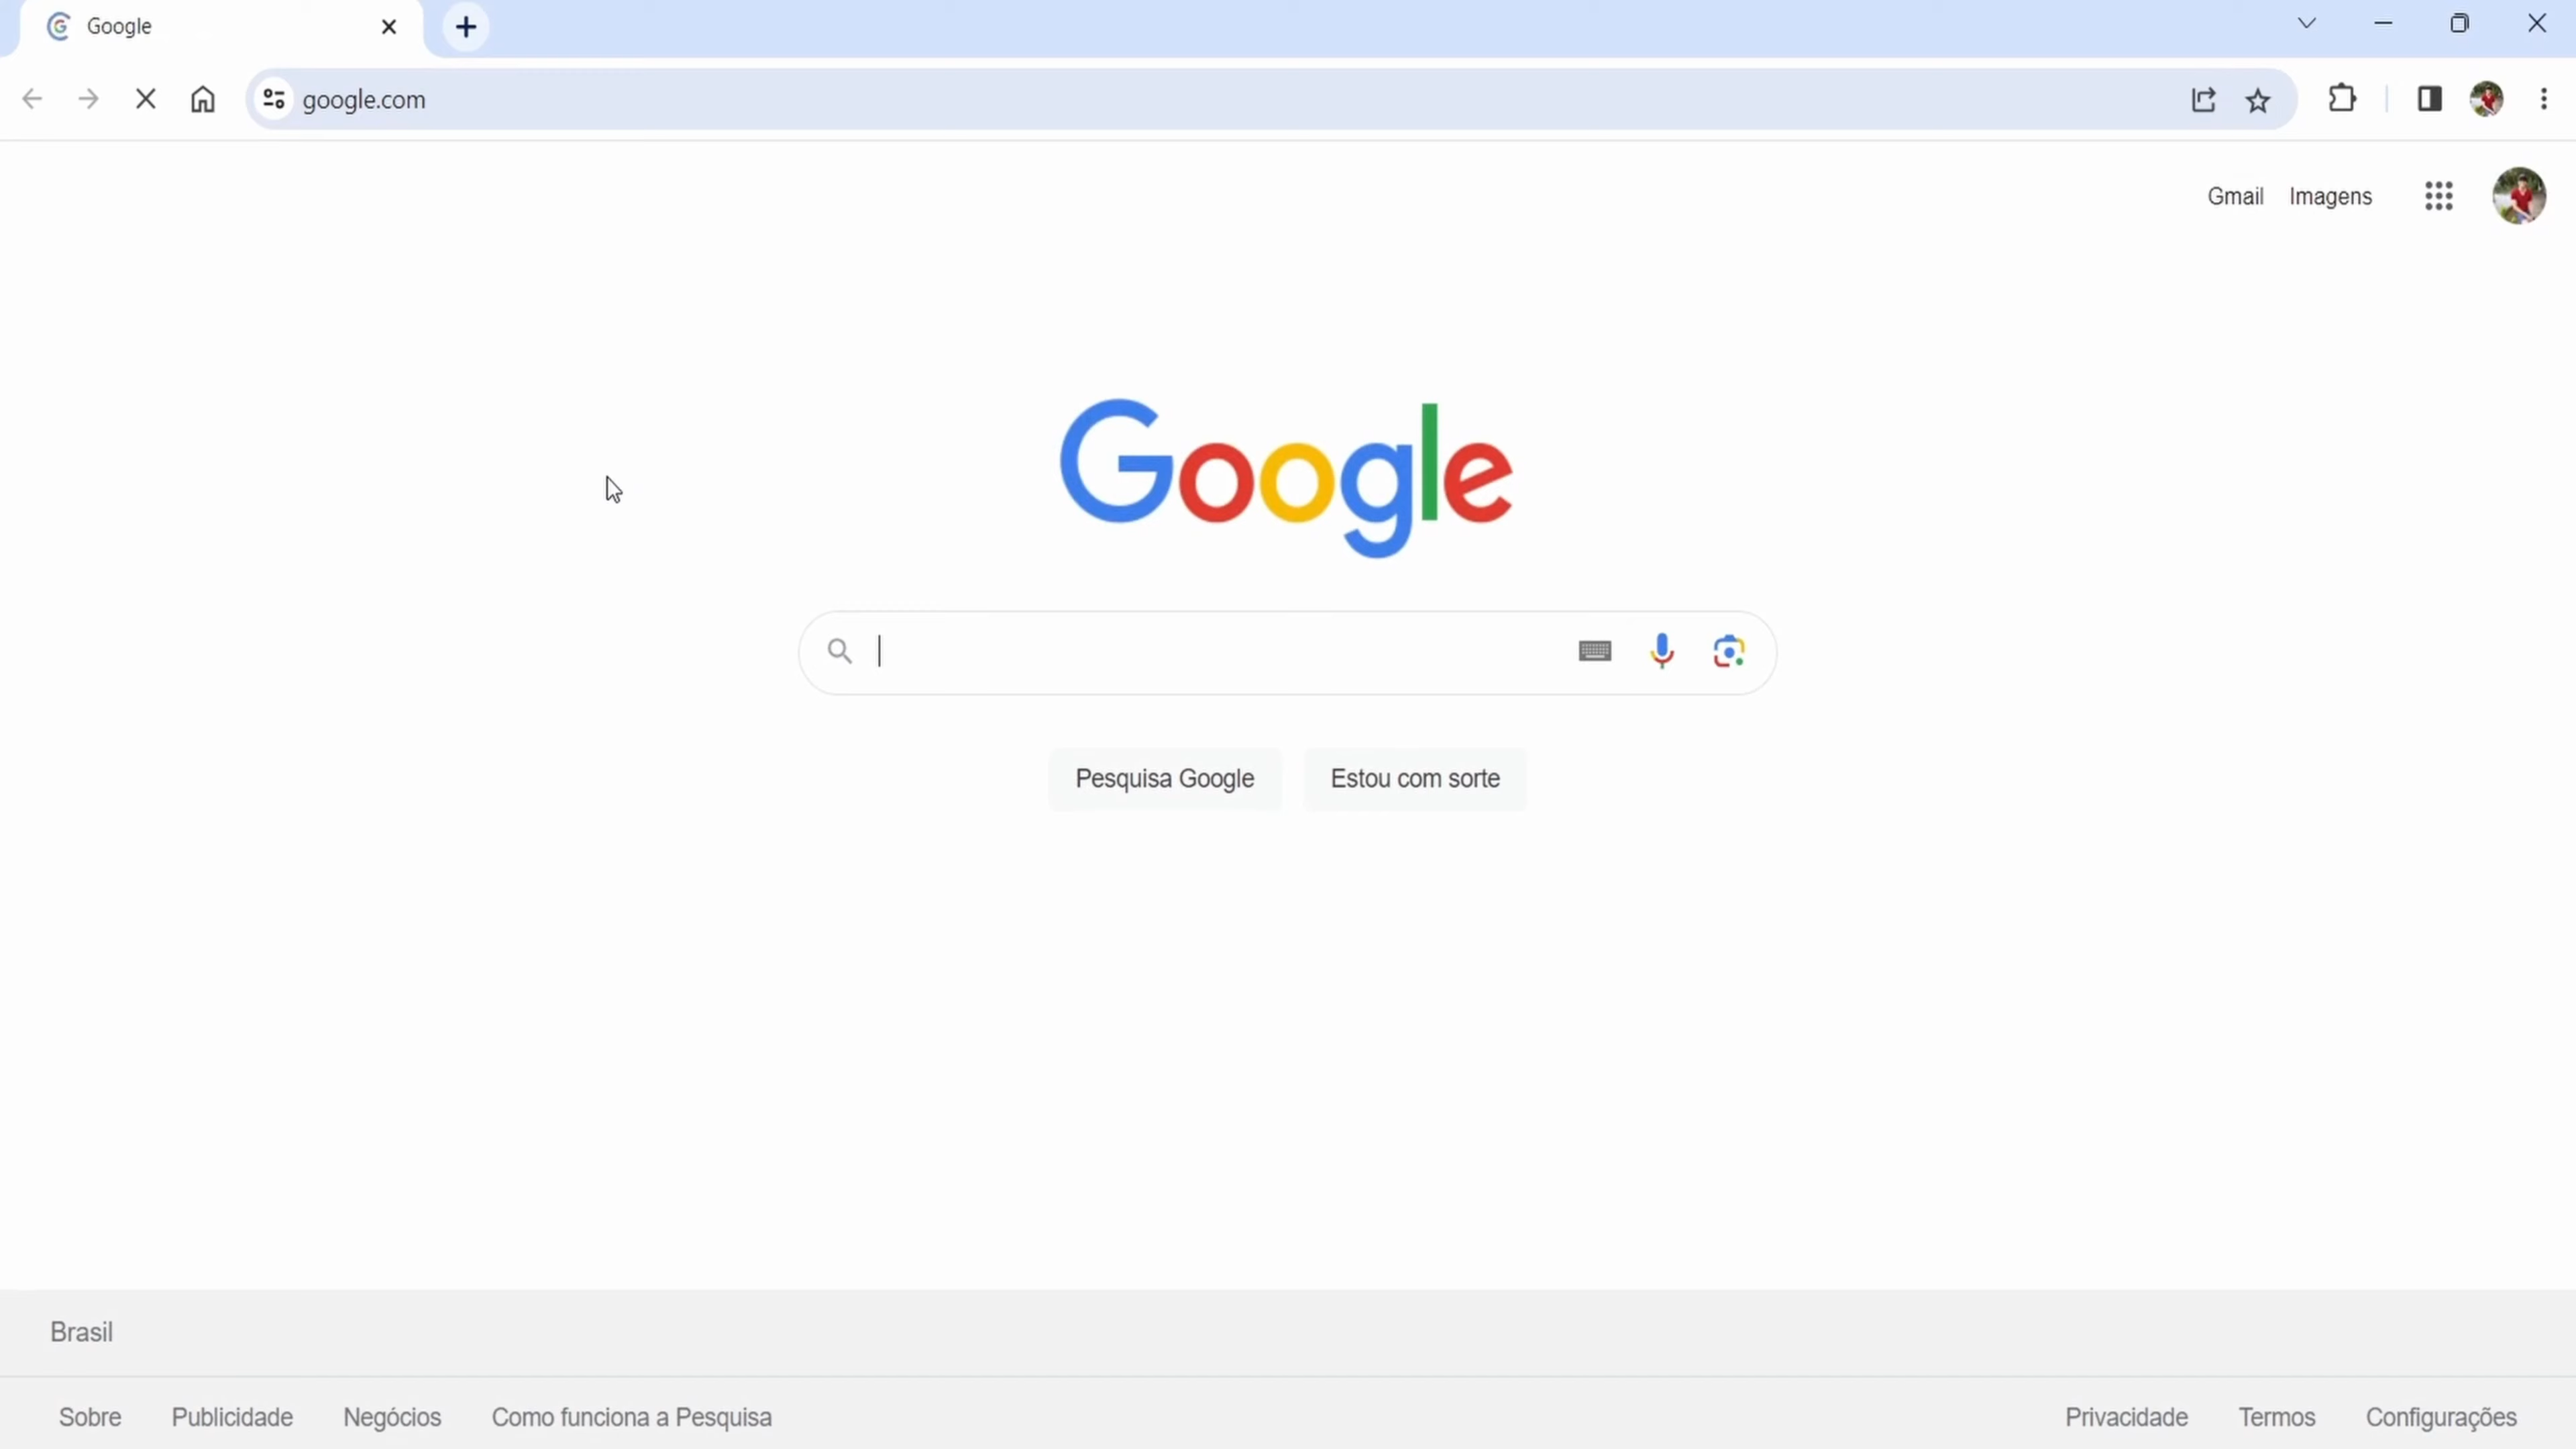 Google
google.com
Gmail Imagens
Google
Pesquisa Google Estou com sorte
Brasil
Sobre Publicidade Negócios Como funciona a Pesquisa Privacidade Termos Configurações